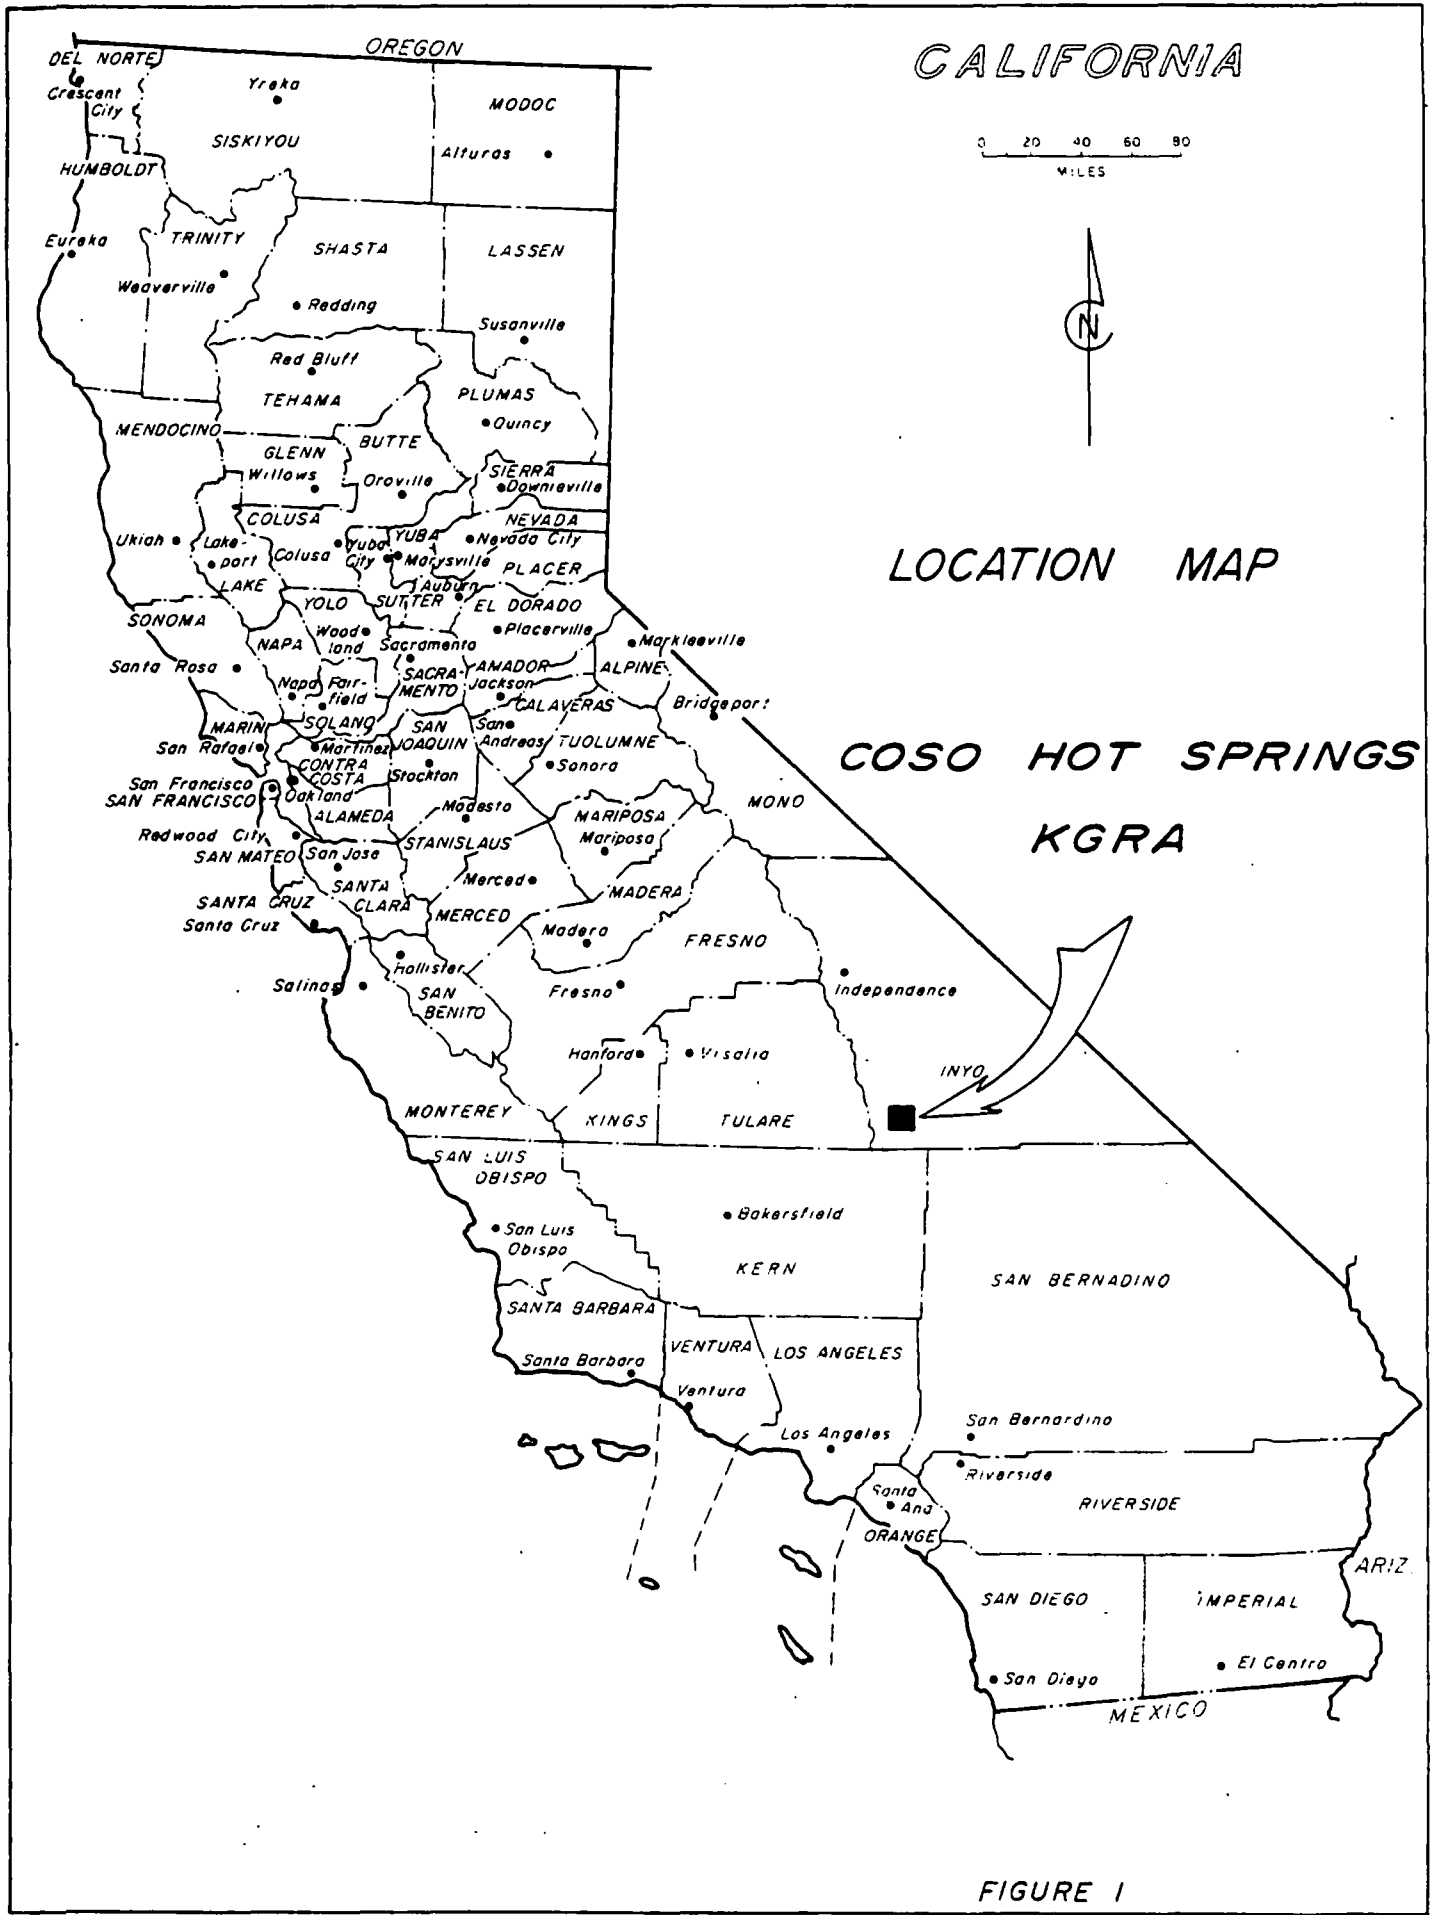 CALIFORNIA
0 20 40 60 80
MILES
N
LOCATION MAP
COSO HOT SPRINGS
KGRA
OREGON
DEL NORTE
Crescent
City
Yreka
SISKIYOU
MODOC
Alturas
HUMBOLDT
Eureka
TRINITY
Weaverville
SHASTA
Redding
LASSEN
Susanville
Red Bluff
TEHAMA
PLUMAS
Quincy
MENDOCINO
GLENN
Willows
BUTTE
Oroville
SIERRA
Downieville
COLUSA
Colusa
Ukiah
Lake-
port
LAKE
Yuba
City
YUBA
Marysville
NEVADA
Nevada City
PLACER
Auburn
SUTTER
EL DORADO
Placerville
SONOMA
Santa Rosa
NAPA
Napa
YOLO
Wood
land
Sacramento
SACRA-
MENTO
Fair-
field
SOLANO
AMADOR
Jackson
ALPINE
Markleeville
Bridgeport
MARIN
San Rafael
CALAVERAS
San
Andreas
SAN
JOAQUIN
Stockton
TUOLUMNE
Sonora
Martinez
CONTRA
COSTA
San Francisco
SAN FRANCISCO
Oakland
ALAMEDA
Redwood City
SAN MATEO
San Jose
SANTA
CLARA
Modesto
STANISLAUS
MARIPOSA
Mariposa
MONO
SANTA CRUZ
Santa Cruz
Merced
MERCED
MADERA
Madera
FRESNO
Fresno
Hollister
SAN
BENITO
Salinas
Independence
INYO
Hanford
Visalia
MONTEREY
KINGS
TULARE
SAN LUIS
OBISPO
San Luis
Obispo
Bakersfield
KERN
SAN BERNADINO
SANTA BARBARA
Santa Barbara
VENTURA
Ventura
LOS ANGELES
Los Angeles
San Bernardino
Riverside
RIVERSIDE
Santa
Ana
ORANGE
SAN DIEGO
San Diego
IMPERIAL
El Centro
ARIZ.
MEXICO
FIGURE 1